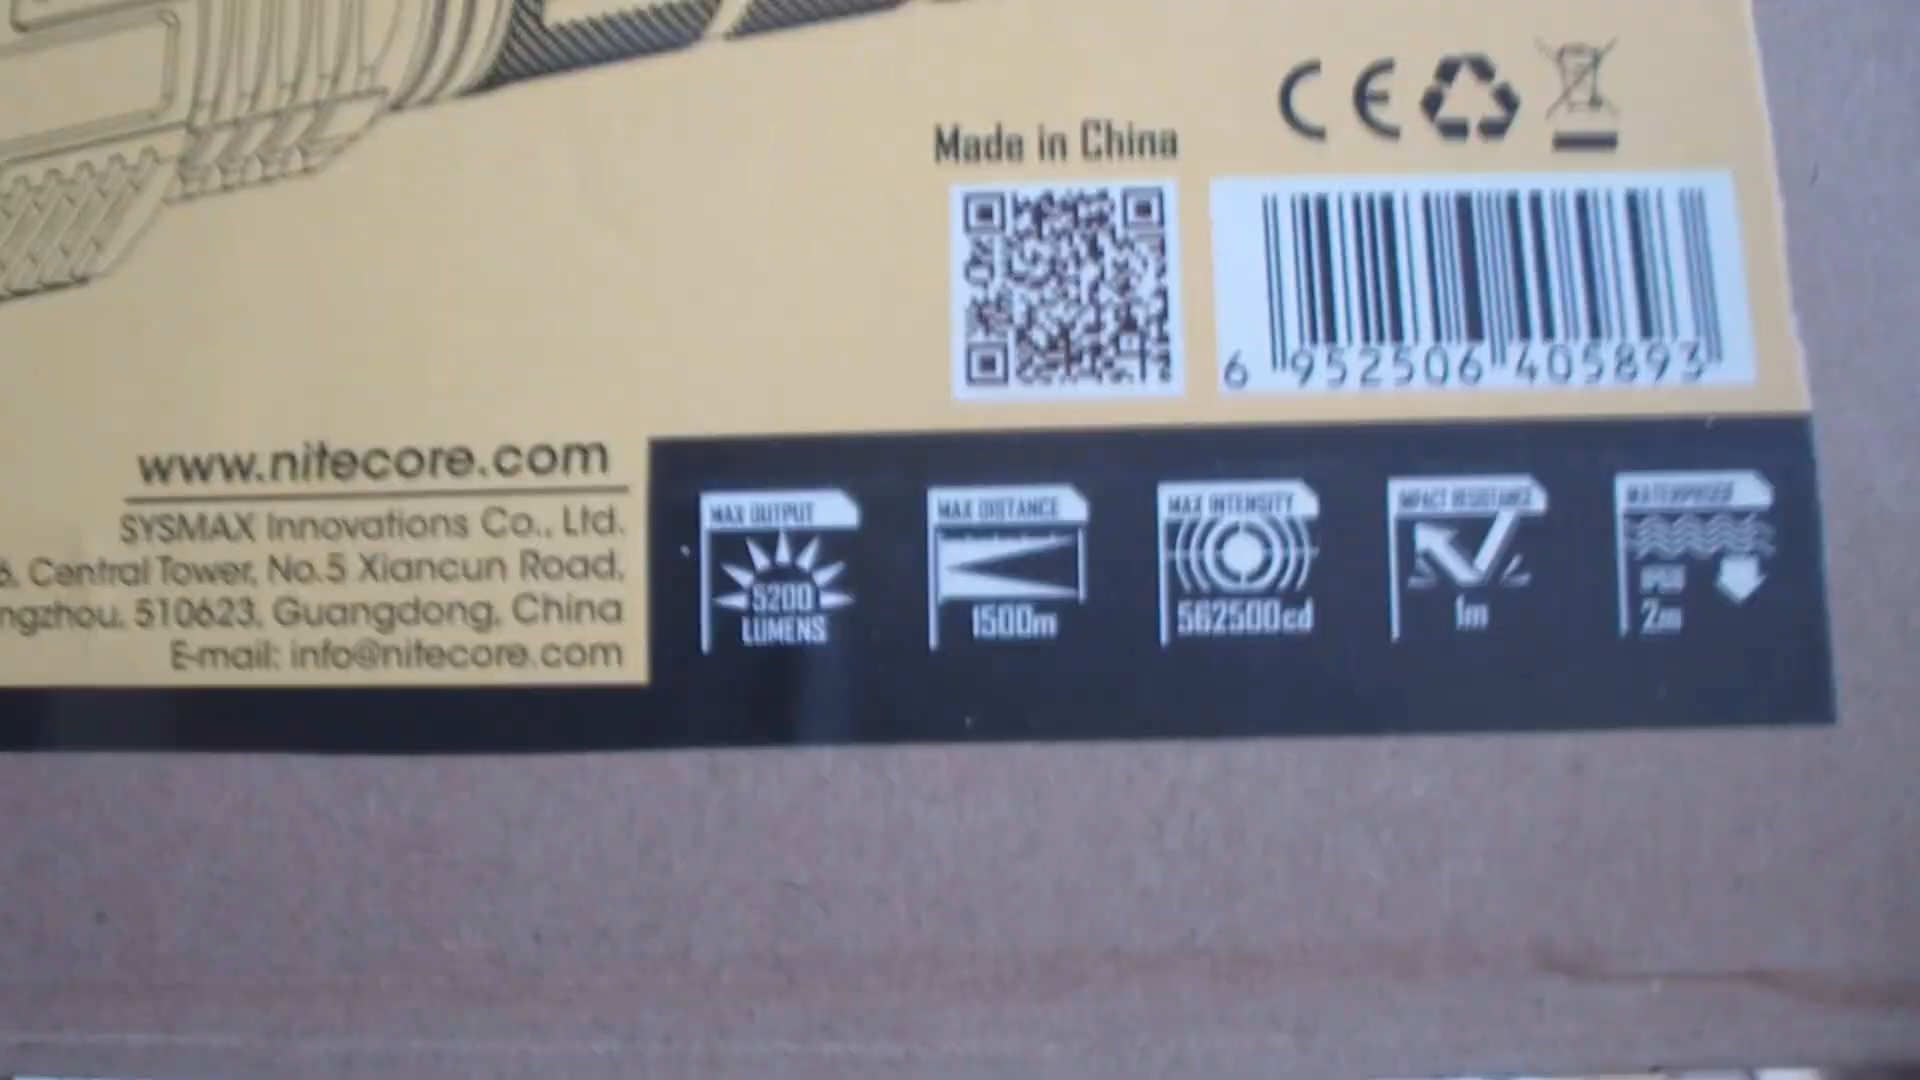 CE
Made in China
6 952506 405893
www.nitecore.com
SYSMAX Innovations Co., Ltd.
6, Central Tower, No.5 Xiancun Road,
ngzhou, 510623, Guangdong, China
E-mail: info@nitecore.com
MAX OUTPUT
5200
LUMENS
MAX DISTANCE
1500m
MAX INTENSITY
562500cd
IMPACT RESISTANCE
1m
WATERPROOF
2m